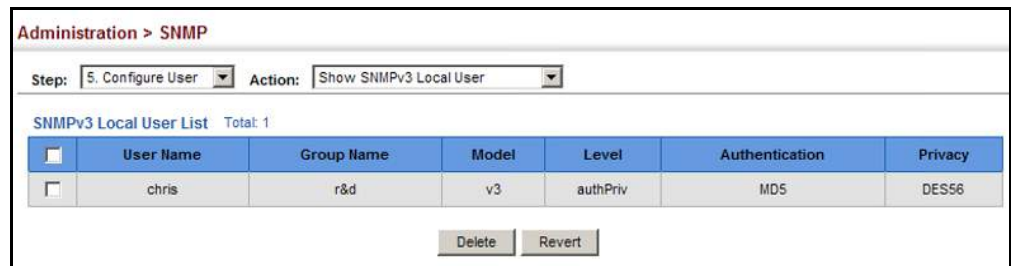 Administration > SNMP
Step: 5. Configure User Action: Show SNMPv3 Local User
SNMPv3 Local User List Total: 1
User Name Group Name Model Level Authentication Privacy
chris r&d v3 authPriv MD5 DES56
Delete Revert